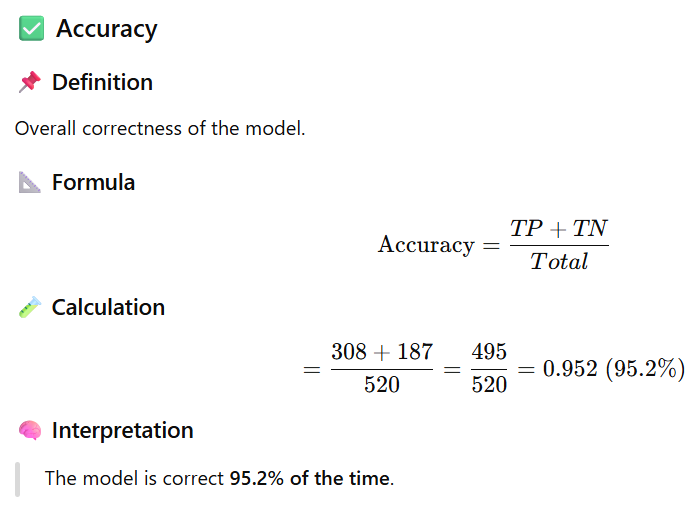 ✅ Accuracy
📌 Definition
Overall correctness of the model.
📐 Formula
Accuracy = \frac{TP + TN}{Total}
🧪 Calculation
= \frac{308 + 187}{520} = \frac{495}{520} = 0.952 (95.2%)
🧠 Interpretation
The model is correct 95.2% of the time.